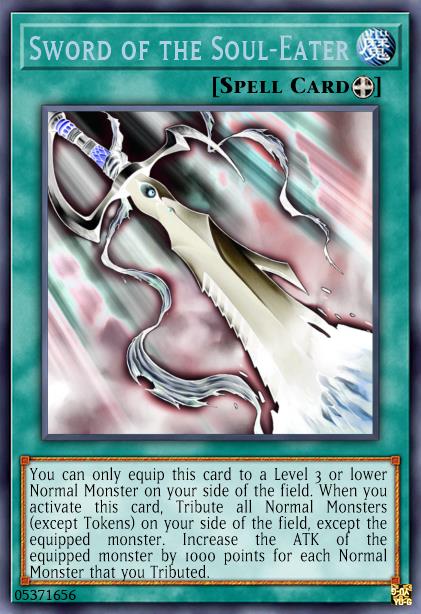 Sword of the Soul-Eater
魔
[Spell Card]
You can only equip this card to a Level 3 or lower
Normal Monster on your side of the field. When you
activate this card, Tribute all Normal Monsters
(except Tokens) on your side of the field, except the
equipped monster. Increase the ATK of the
equipped monster by 1000 points for each Normal
Monster that you Tributed.
05371656